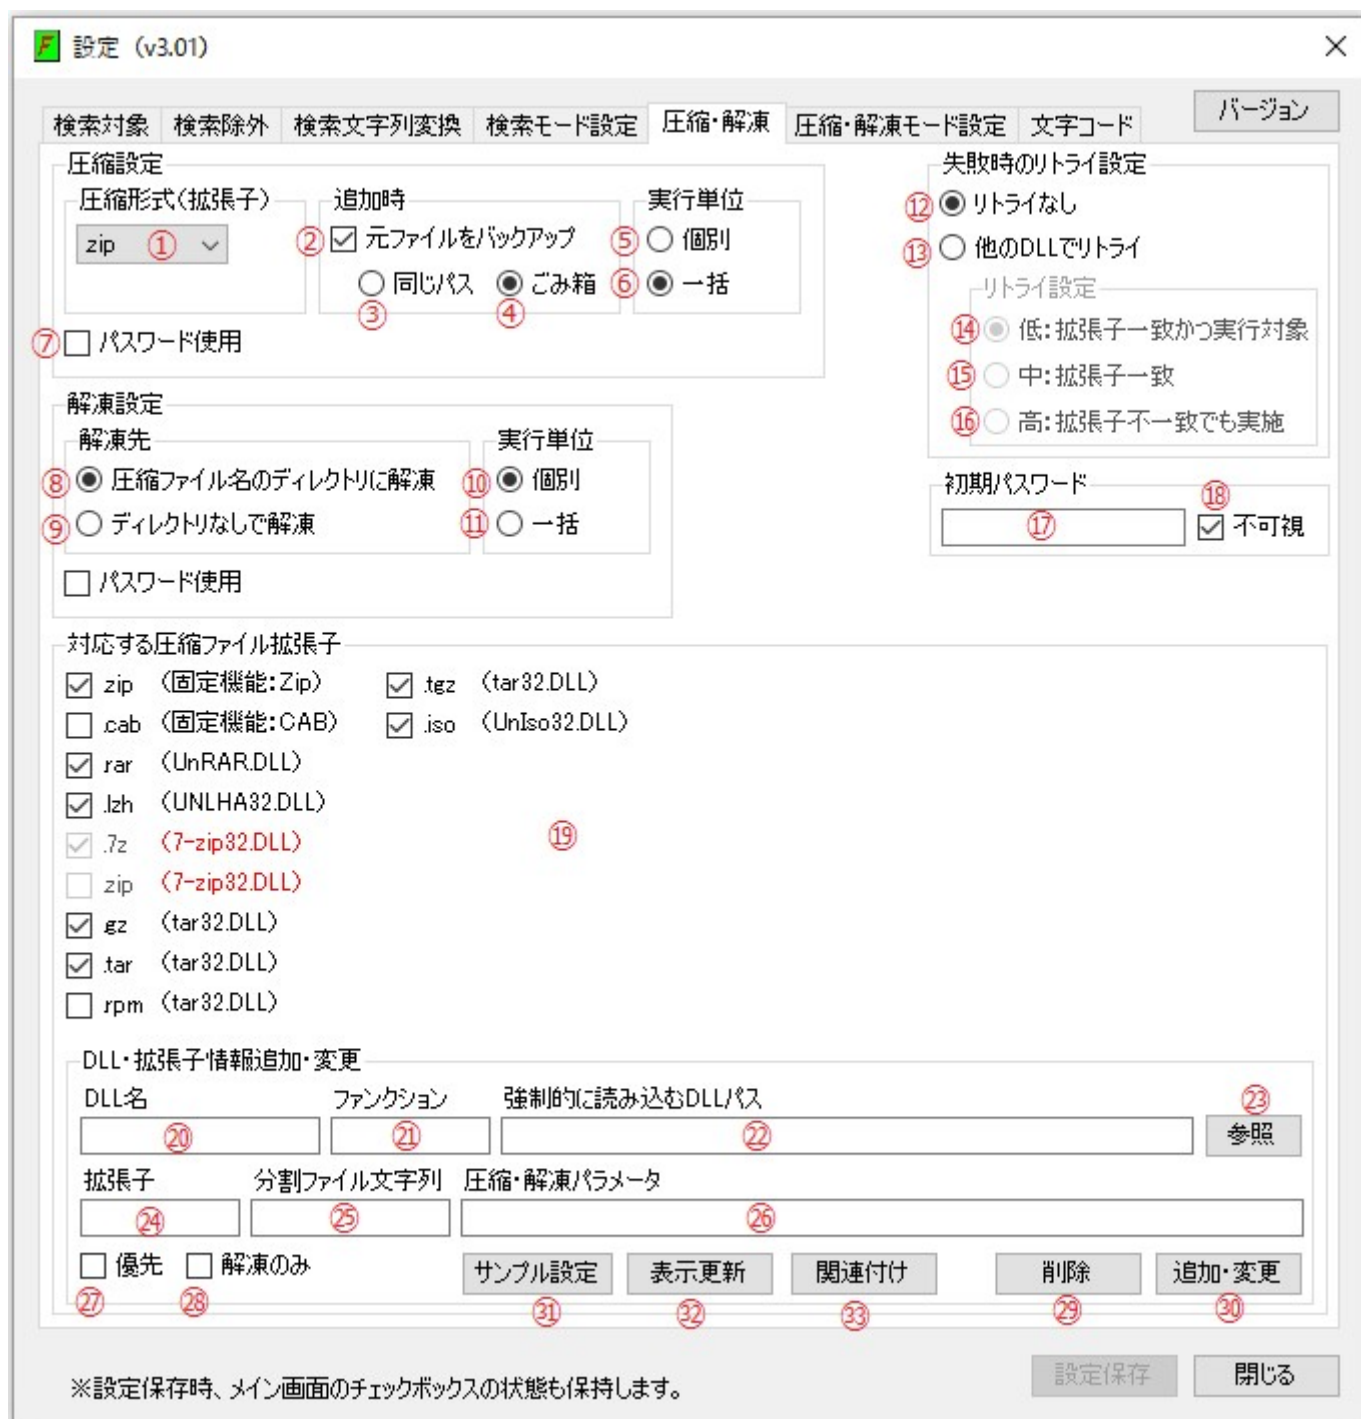 F 設定 (v3.01)
バージョン
検索対象 検索除外 検索文字列変換 検索モード設定 圧縮・解凍 圧縮・解凍モード設定 文字コード
圧縮設定
圧縮形式(拡張子)
zip ①
追加時
② 元ファイルをバックアップ
同じパス ごみ箱
③ ④
実行単位
⑤ 個別
⑥ 一括
⑦ パスワード使用
失敗時のリトライ設定
⑫ リトライなし
⑬ 他のDLLでリトライ
リトライ設定
⑭ 低:拡張子一致かつ実行対象
⑮ 中:拡張子一致
⑯ 高:拡張子不一致でも実施
解凍設定
解凍先
⑧ 圧縮ファイル名のディレクトリに解凍
⑨ ディレクトリなしで解凍
実行単位
⑩ 個別
⑪ 一括
パスワード使用
初期パスワード
⑰ ⑱ 不可視
対応する圧縮ファイル拡張子
.zip (固定機能:Zip)
.cab (固定機能:CAB)
.rar (UnRAR.DLL)
.lzh (UNLHA32.DLL)
.7z (7-zip32.DLL)
.zip (7-zip32.DLL)
.gz (tar32.DLL)
.tar (tar32.DLL)
.rpm (tar32.DLL)
.tgz (tar32.DLL)
.iso (UnIso32.DLL)
⑲
DLL・拡張子情報追加・変更
DLL名 ファンクション 強制的に読み込むDLLパス ㉓
⑳ ㉑ ㉒ 参照
拡張子 分割ファイル文字列 圧縮・解凍パラメータ
㉔ ㉕ ㉖
優先 解凍のみ サンプル設定 表示更新 関連付け 削除 追加・変更
㉗ ㉘ ㉛ ㉜ ㉝ ㉙ ㉚
※設定保存時、メイン画面のチェックボックスの状態も保持します。
設定保存 閉じる